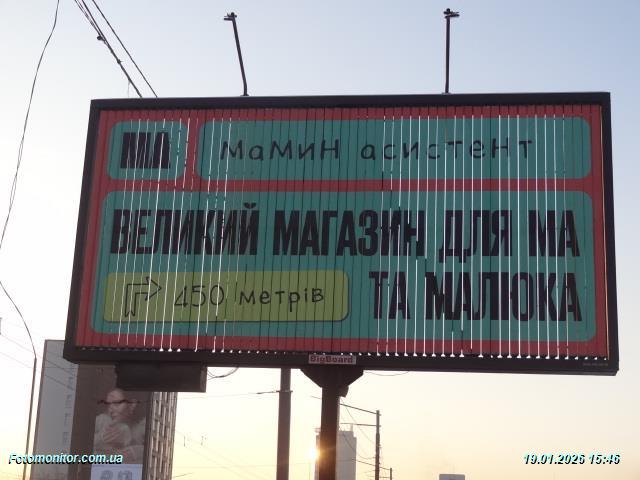 МА
Мамин асистент
ВЕЛИКИЙ МАГАЗИН ДЛЯ МА
ТА МАЛЮКА
450 метрів
BigBoard
Fotomonitor.com.ua
19.01.2026 15:46